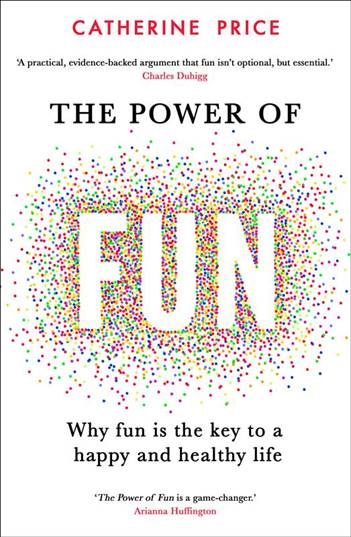 CATHERINE PRICE
‘A practical, evidence-backed argument that fun isn’t optional, but essential.’
Charles Duhigg
THE POWER OF
FUN
Why fun is the key to a
happy and healthy life
‘The Power of Fun is a game-changer.’
Arianna Huffington